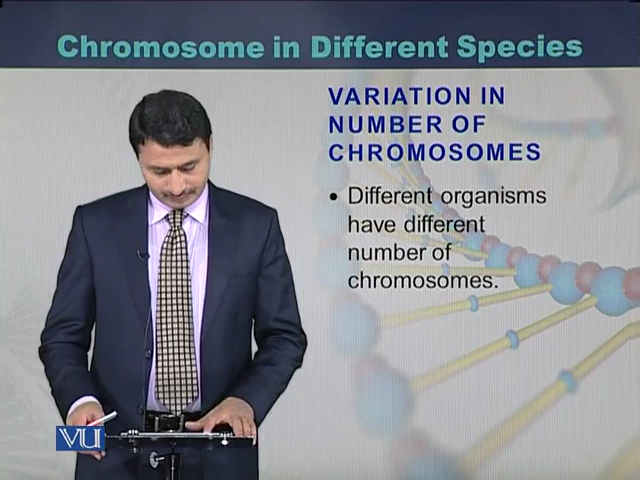 Chromosome in Different Species
VARIATION IN
NUMBER OF
CHROMOSOMES
• Different organisms
have different
number of
chromosomes.
VU